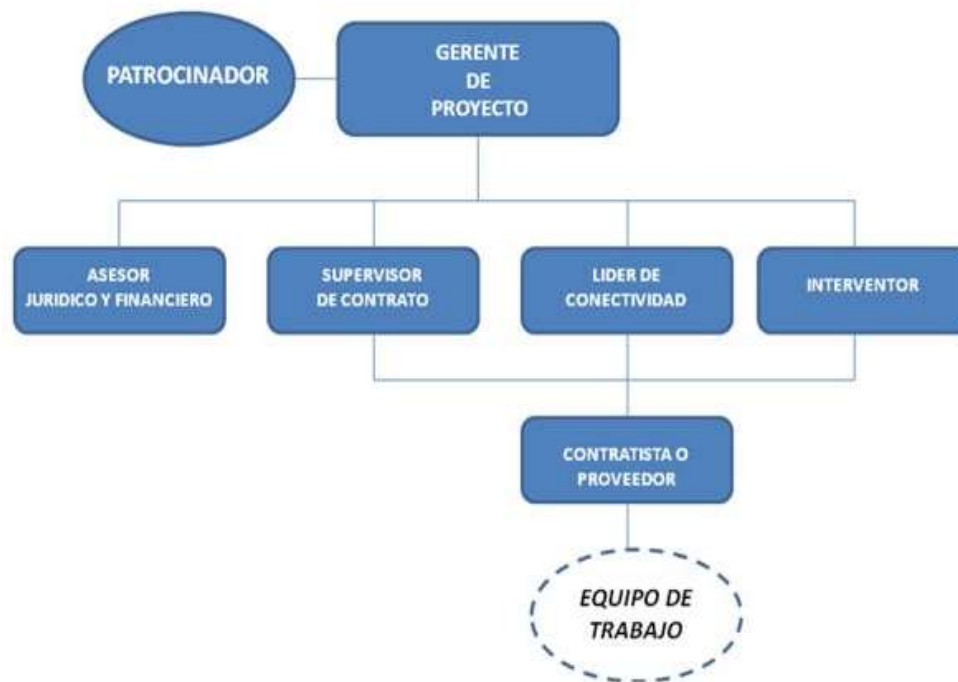 PATROCINADOR
GERENTE
DE
PROYECTO
ASESOR
JURIDICO Y FINANCIERO
SUPERVISOR
DE CONTRATO
LIDER DE
CONECTIVIDAD
INTERVENTOR
CONTRATISTA O
PROVEEDOR
EQUIPO DE
TRABAJO